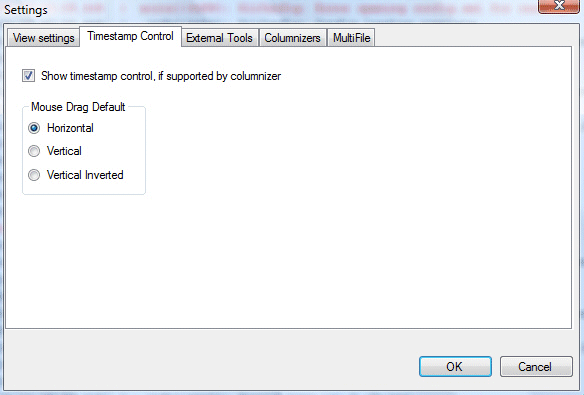 Settings
View settings Timestamp Control External Tools Columnizers MultiFile
Show timestamp control, if supported by columnizer
Mouse Drag Default
Horizontal
Vertical
Vertical Inverted
OK Cancel